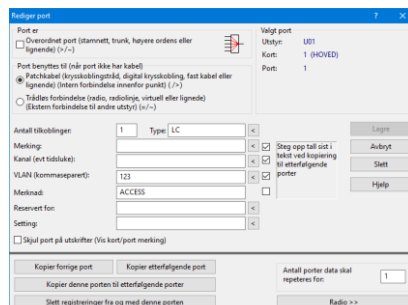 Rediger port
Port er
Overordnet port (stamnett, trunk, høyere ordens eller
lignende) (>/~)
Port benyttes til (når port ikke har kabel)
Patchkabel (krysskoblingstråd, digital kryskobling, fast kabel eller
lignende) (Intern forbindelse innenfor punkt) ( />)
Trådløs forbindelse (radio, radiolinje, virtuell eller lignede)
(Ekstern forbindelse til andre utstyr) (¤/~)
Valgt port
Utstyr: U01
Kort: 1 (HOVED)
Port: 1
Antall tilkoblinger: 1 Type: LC <
Merking: <
Kanal (evt tidsluke): <
VLAN (kommaseparert): 123 <
Merknad: ACCESS
Reservert for: <
Setting: <
Steg opp tall sist i
tekst ved kopiering
til etterfølgende
porter
Lagre
Avbryt
Slett
Hjelp
Skjul port på utskrifter (Vis kort/port merking)
Kopier forrige port
Kopier etterfølgende port
Kopier denne porten til etterfølgende porter
Slett registreringer fra og med denne porten
Antall porter data skal
repeteres for: 1
Radio >>